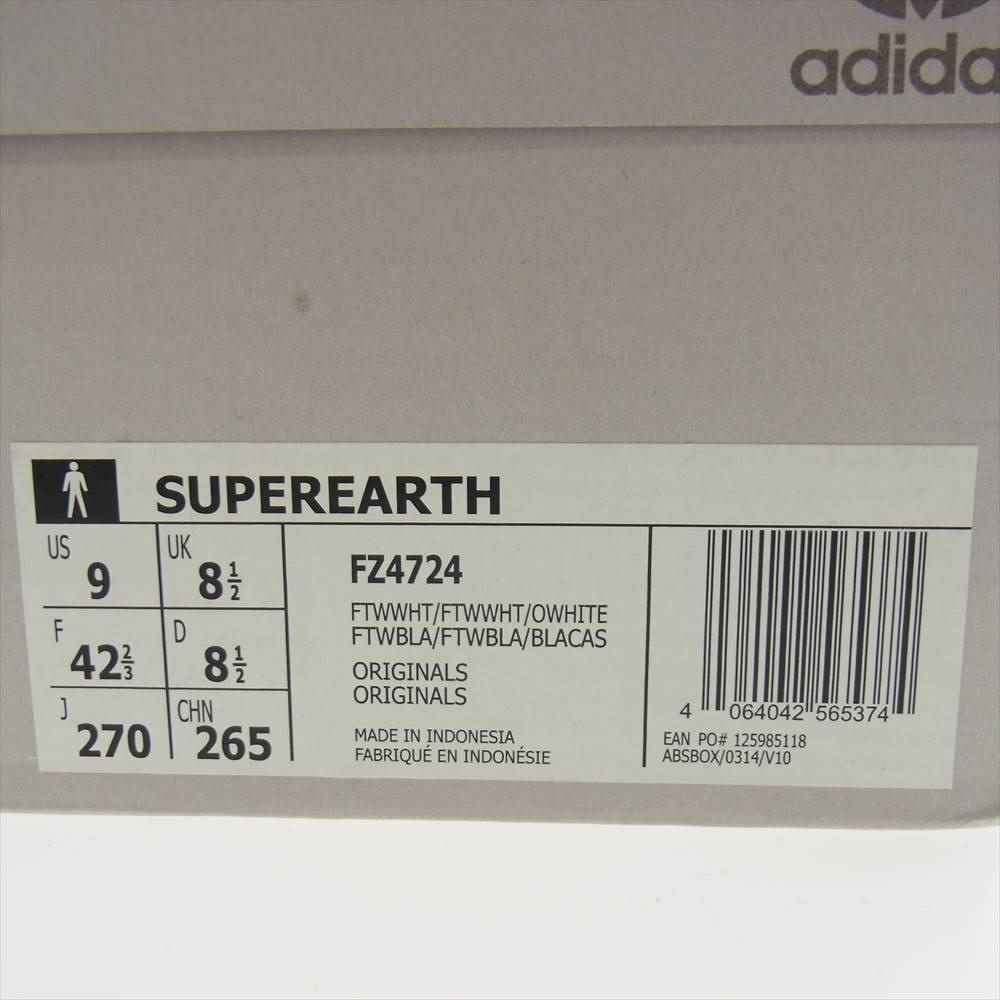 adidas
SUPEREARTH
US 9
UK 8 1/2
F 42 2/3
D 8 1/2
J 270
CHN 265
FZ4724
FTWWHT/FTWWHT/OWHITE
FTWBLA/FTWBLA/BLACAS
ORIGINALS
ORIGINALS
MADE IN INDONESIA
FABRIQUÉ EN INDONÉSIE
4 064042 565374
EAN PO# 125985118
ABSBOX/0314/V10